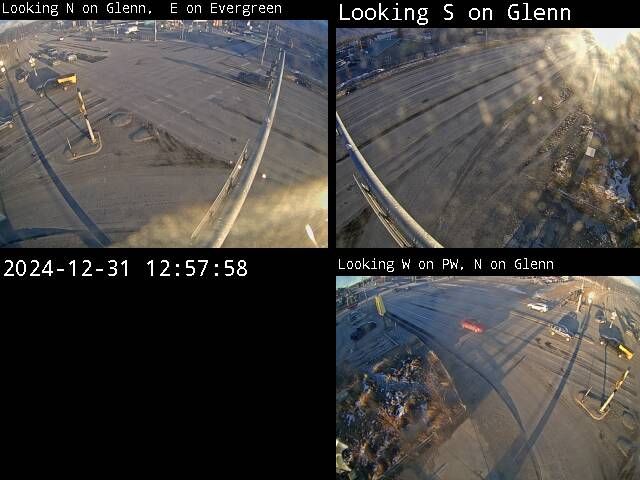 Looking N on Glenn,  E on Evergreen
Looking S on Glenn
2024-12-31 12:57:58
Looking W on PW, N on Glenn